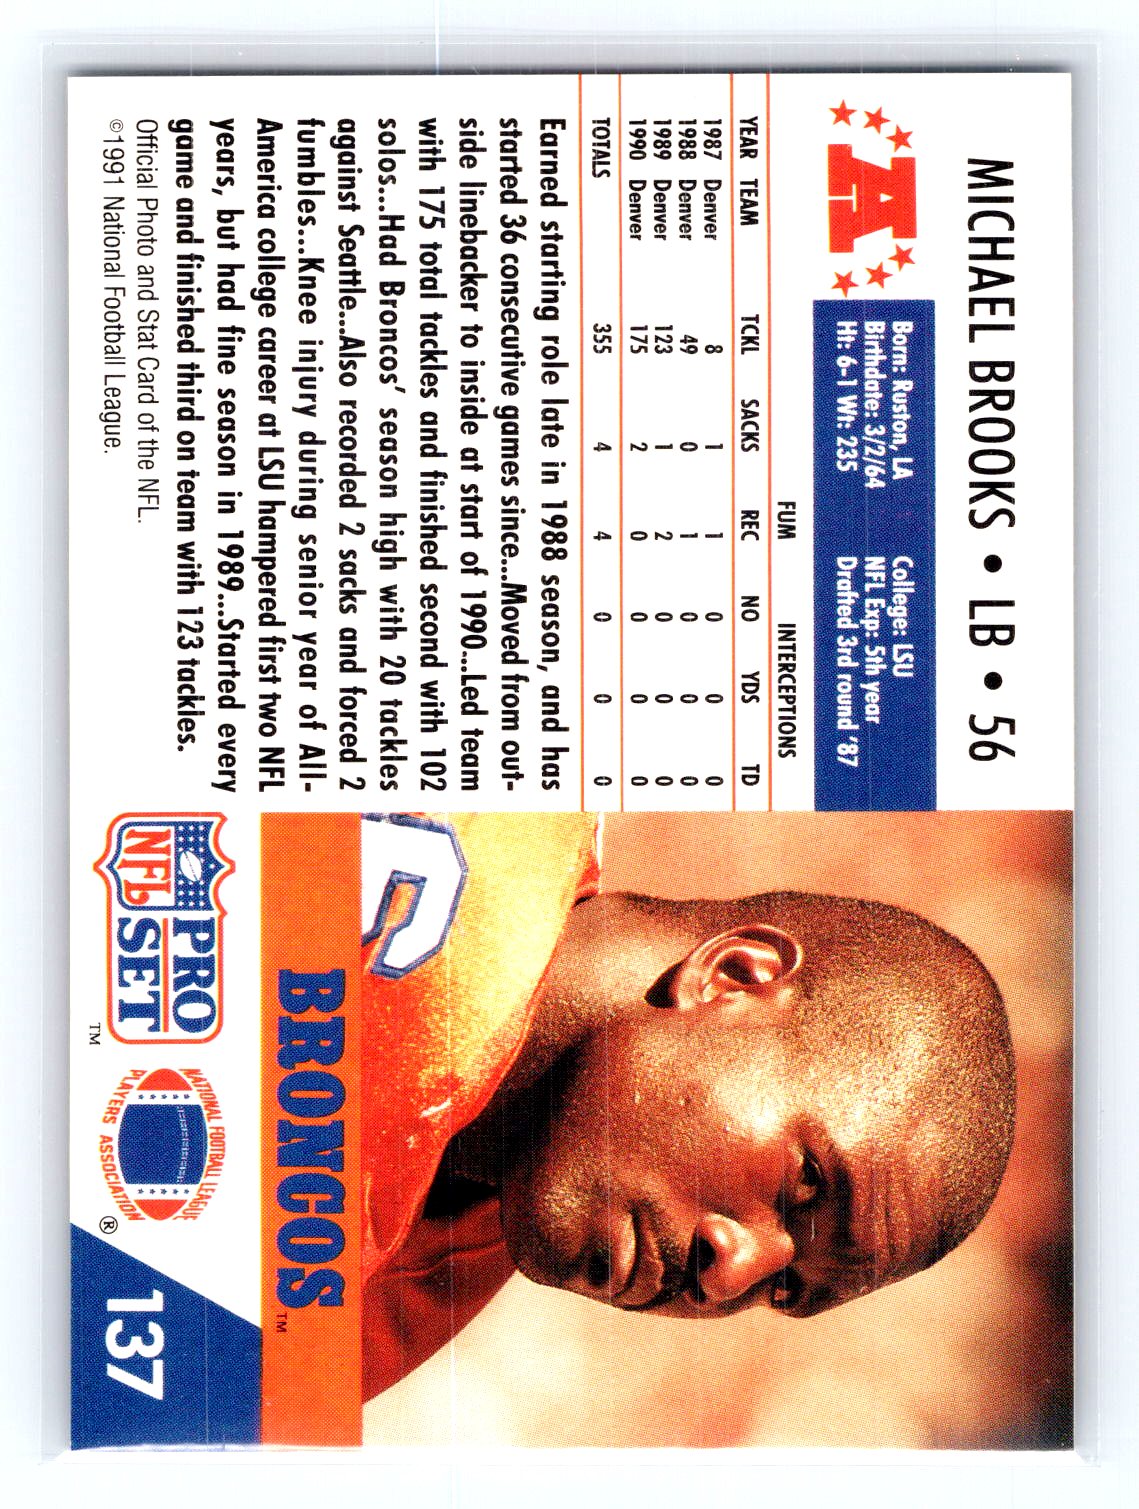 MICHAEL BROOKS • LB • 56
A
Born: Ruston, LA College: LSU
Birthdate: 3/2/64 NFL Exp: 5th year
Ht: 6-1 Wt: 235 Drafted 3rd round '87
FUM INTERCEPTIONS
YEAR TEAM TCKL SACKS REC NO YDS TD
1987 Denver 8 1 1 0 0 0
1988 Denver 49 0 1 0 0 0
1989 Denver 123 1 2 0 0 0
1990 Denver 175 2 0 0 0 0
TOTALS 355 4 4 0 0 0
Earned starting role late in 1988 season, and has
started 36 consecutive games since...Moved from out-
side linebacker to inside at start of 1990...Led team
with 175 total tackles and finished second with 102
solos...Had Broncos' season high with 20 tackles
against Seattle...Also recorded 2 sacks and forced 2
fumbles...Knee injury during senior year of All-
America college career at LSU hampered first two NFL
years, but had fine season in 1989...Started every
game and finished third on team with 123 tackles.
Official Photo and Stat Card of the NFL.
©1991 National Football League.
BRONCOS™
NFL PRO SET™
NATIONAL FOOTBALL LEAGUE
PLAYERS ASSOCIATION®
137